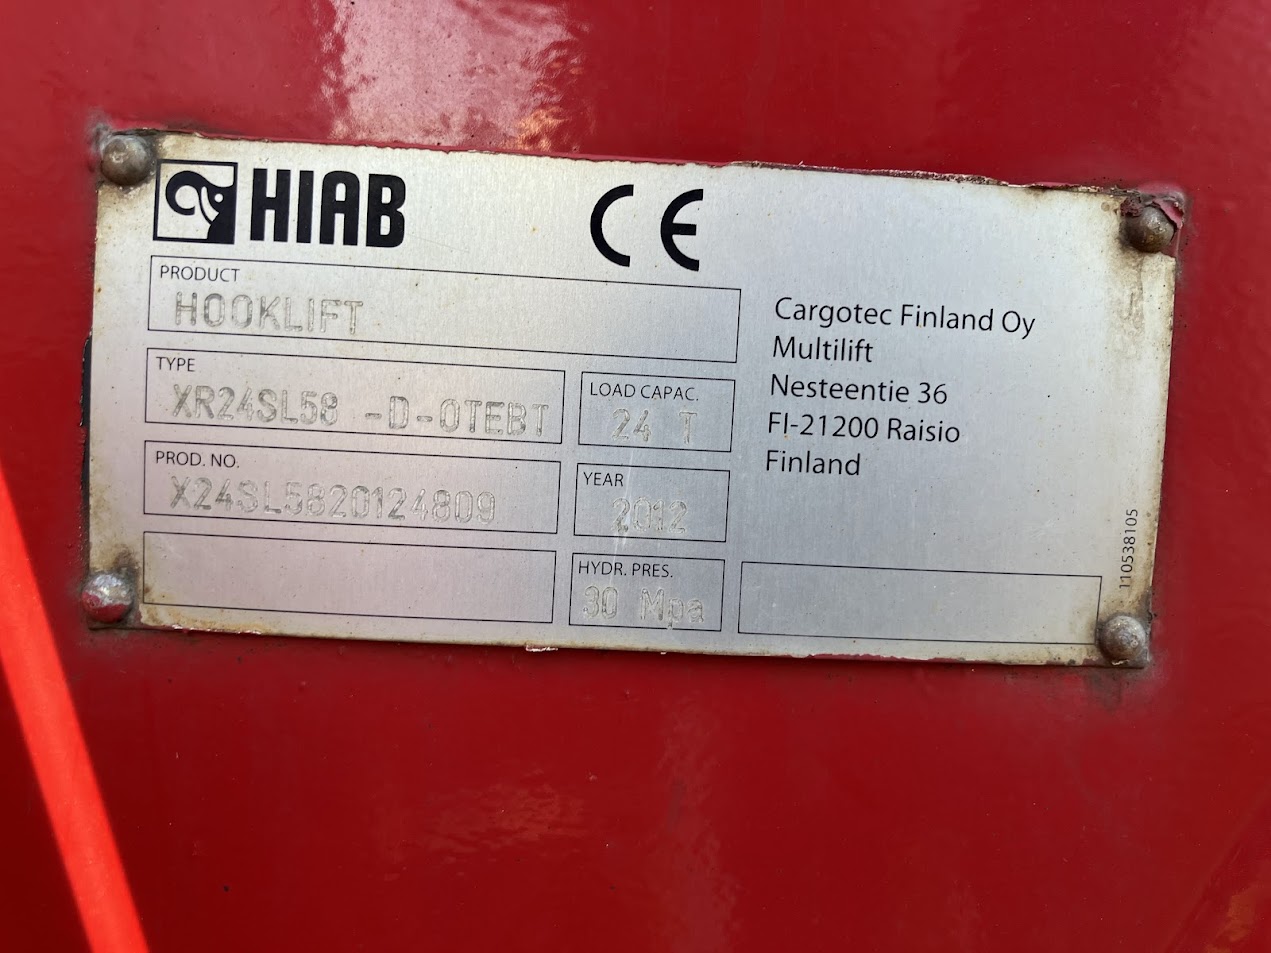 HIAB
CE
PRODUCT
HOOKLIFT
TYPE
XR24SL58 -D-OTEBT
LOAD CAPAC.
24 T
PROD. NO.
X24SL5820124809
YEAR
2012
HYDR. PRES.
30 Mpa
Cargotec Finland Oy
Multilift
Nesteentie 36
FI-21200 Raisio
Finland
110538105